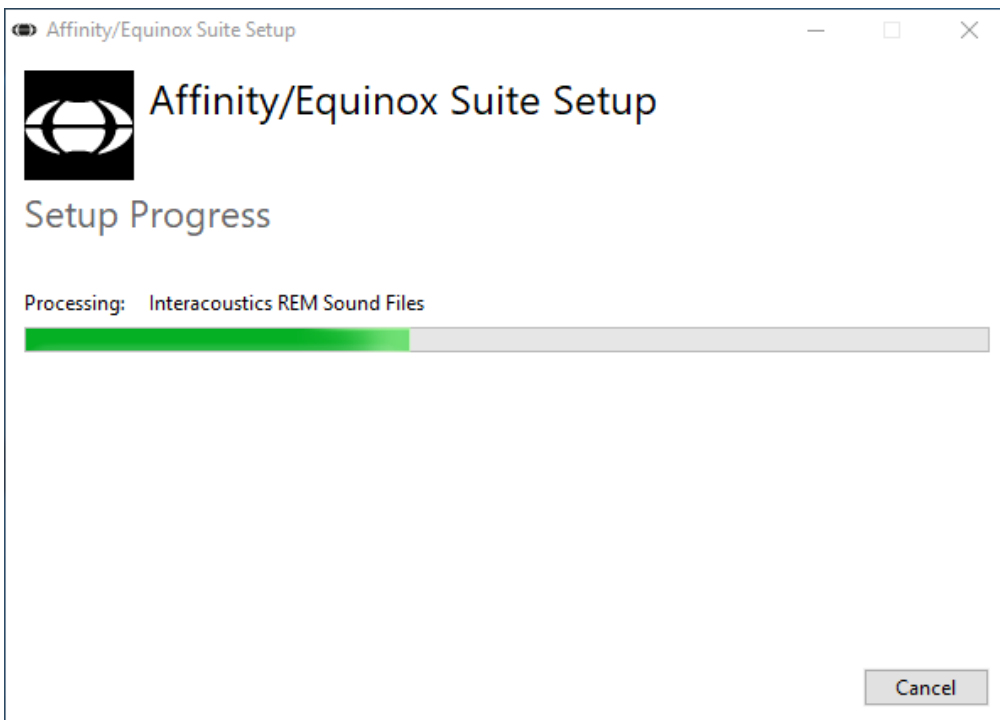 Affinity/Equinox Suite Setup
Affinity/Equinox Suite Setup
Setup Progress
Processing: Interacoustics REM Sound Files
Cancel